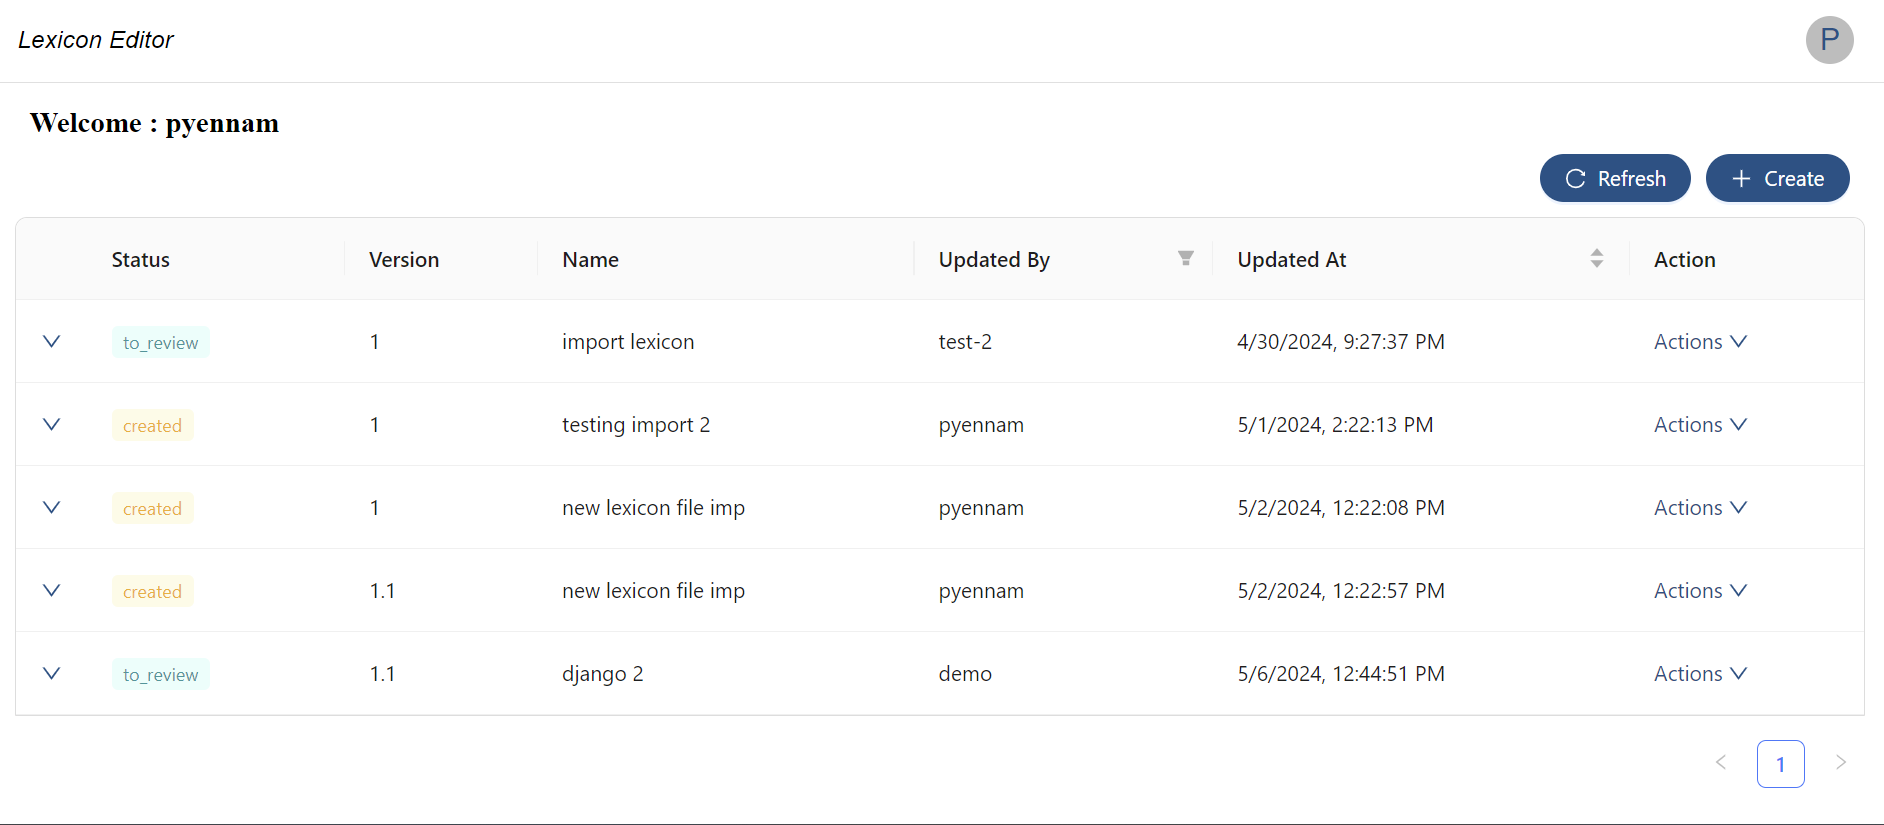 Lexicon Editor P
Welcome : pyennam
Refresh Create
Status Version Name Updated By Updated At Action
to_review 1 import lexicon test-2 4/30/2024, 9:27:37 PM Actions
created 1 testing import 2 pyennam 5/1/2024, 2:22:13 PM Actions
created 1 new lexicon file imp pyennam 5/2/2024, 12:22:08 PM Actions
created 1.1 new lexicon file imp pyennam 5/2/2024, 12:22:57 PM Actions
to_review 1.1 django 2 demo 5/6/2024, 12:44:51 PM Actions
1